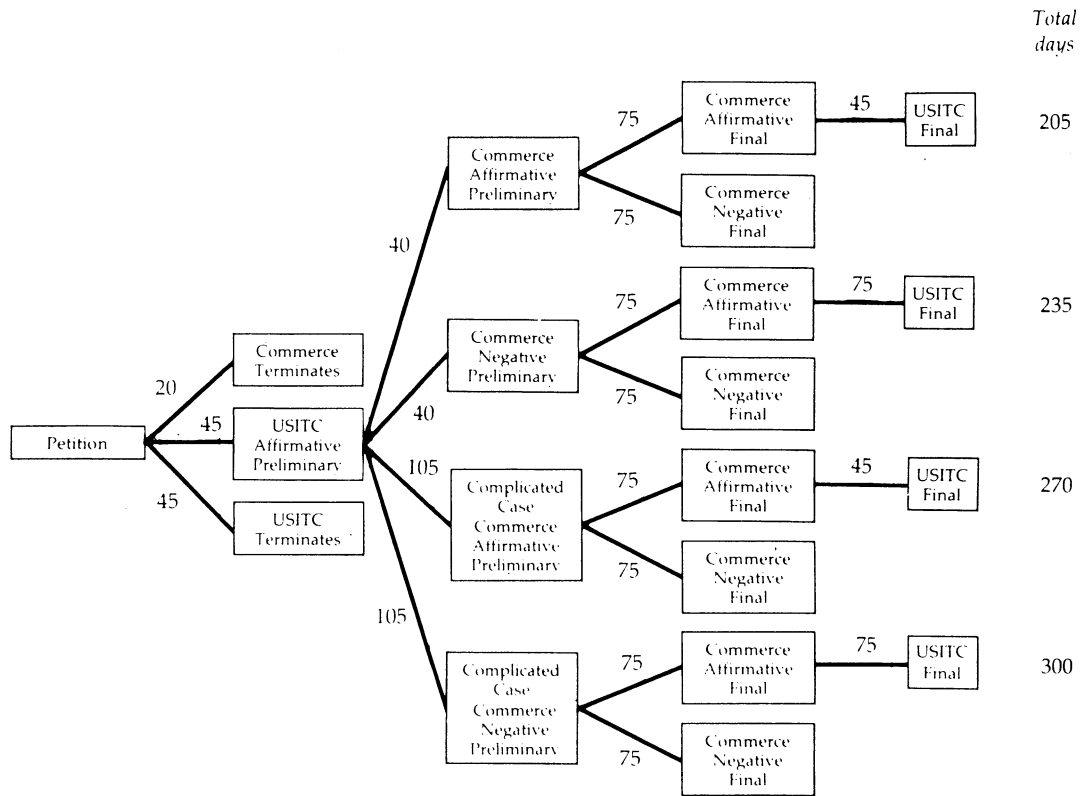 Total
days
Commerce
Affirmative
Final
45
USITC
Final
205
75
Commerce
Affirmative
Preliminary
75
Commerce
Negative
Final
40
Commerce
Affirmative
Final
75
USITC
Final
235
75
Commerce
Negative
Preliminary
75
Commerce
Negative
Final
40
Commerce
Terminates
20
Petition
45
USITC
Affirmative
Preliminary
45
USITC
Terminates
105
Complicated
Case
Commerce
Affirmative
Preliminary
75
Commerce
Affirmative
Final
45
USITC
Final
270
75
Commerce
Negative
Final
105
Complicated
Case
Commerce
Negative
Preliminary
75
Commerce
Affirmative
Final
75
USITC
Final
300
75
Commerce
Negative
Final